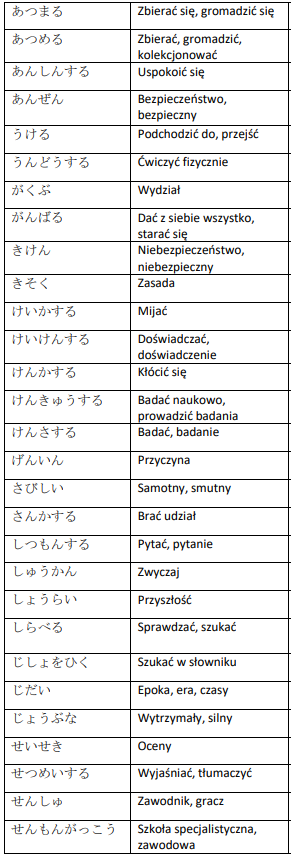 あつまる Zbierać się, gromadzić się
あつめる Zbierać, gromadzić,
kolekcjonować
あんしんする Uspokoić się
あんぜん Bezpieczeństwo,
bezpieczny
うける Podchodzić do, przejść
うんどうする Ćwiczyć fizycznie
がくぶ Wydział
がんばる Dać z siebie wszystko,
starać się
きけん Niebezpieczeństwo,
niebezpieczny
きそく Zasada
けいかする Mijać
けいけんする Doświadczać,
doświadczenie
けんかする Kłócić się
けんきゅうする Badać naukowo,
prowadzić badania
けんさする Badać, badanie
げんいん Przyczyna
さびしい Samotny, smutny
さんかする Brać udział
しつもんする Pytać, pytanie
しゅうかん Zwyczaj
しょうらい Przyszłość
しらべる Sprawdzać, szukać
じしょをひく Szukać w słowniku
じだい Epoka, era, czasy
じょうぶな Wytrzymały, silny
せいせき Oceny
せつめいする Wyjaśniać, tłumaczyć
せんしゅ Zawodnik, gracz
せんもんがっこう Szkoła specjalistyczna,
zawodowa